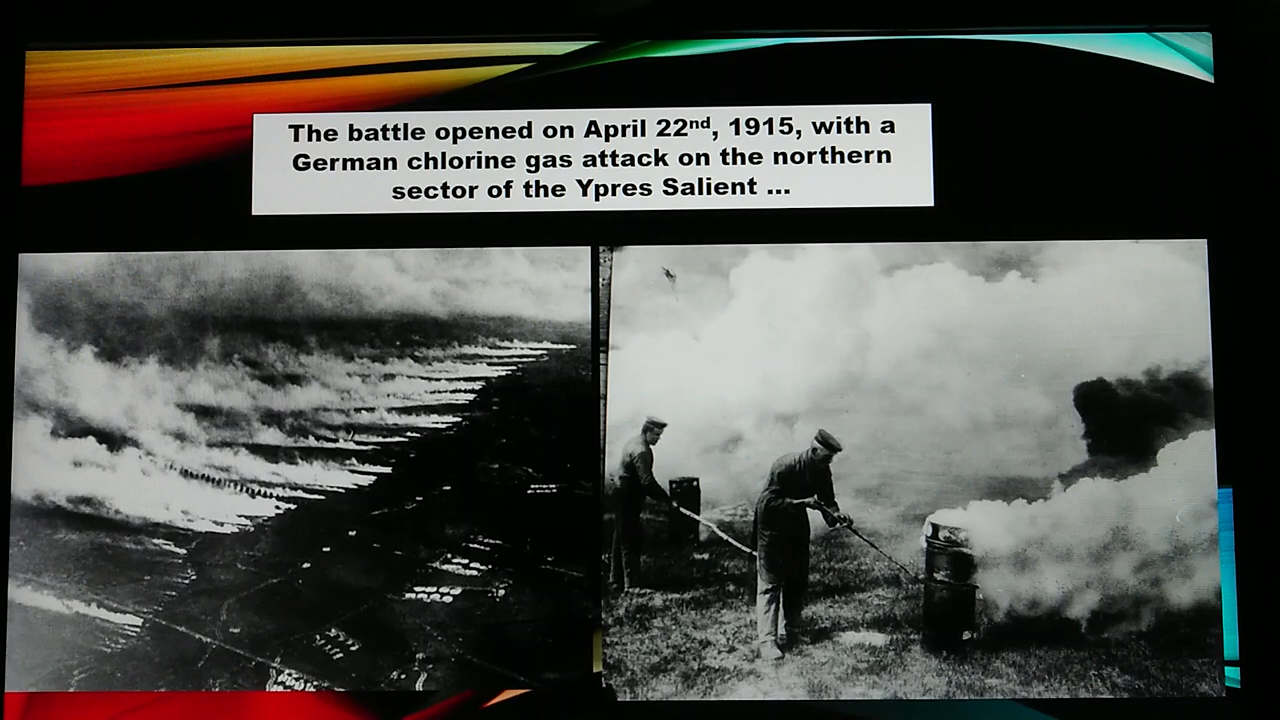 The battle opened on April 22nd, 1915, with a
German chlorine gas attack on the northern
sector of the Ypres Salient ...